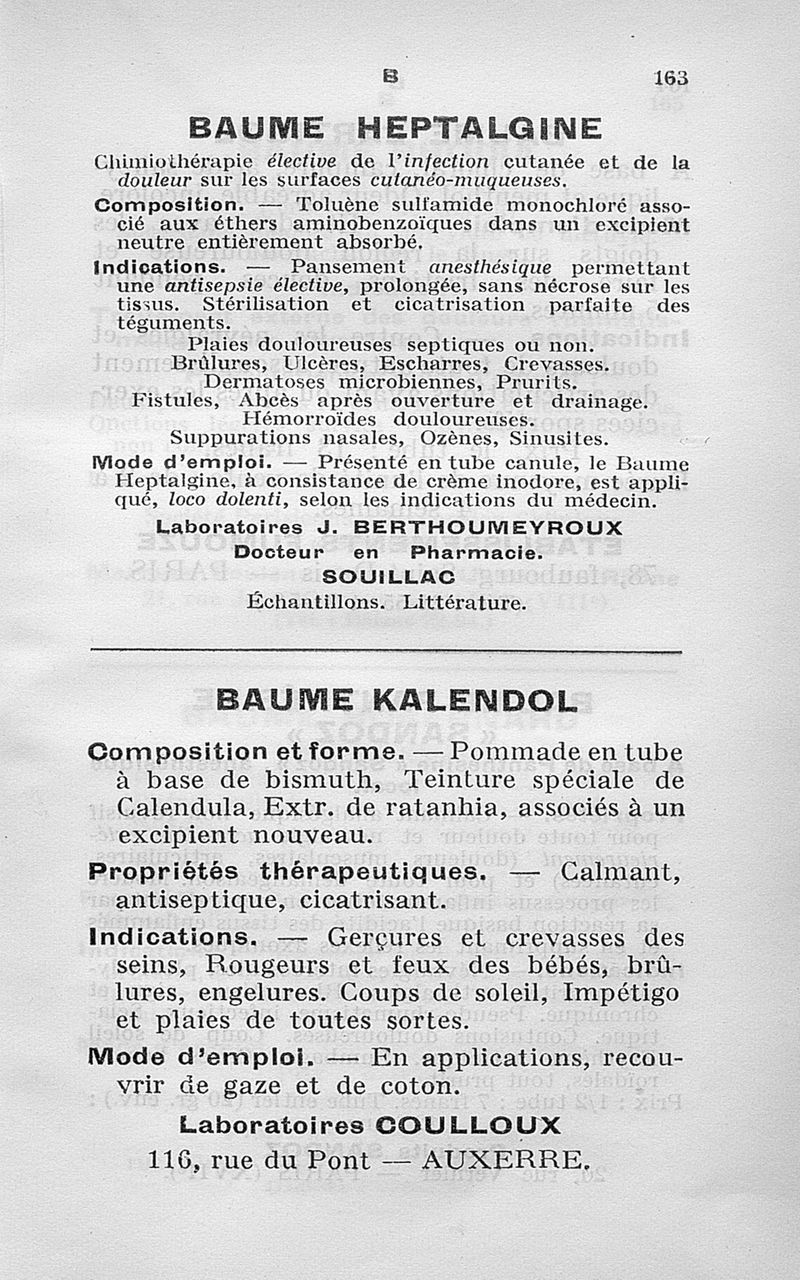 B
163
BAUME HEPTALGINE
Chimiothérapie élective de l'infection cutanée et de la
douleur sur les surfaces cutanéo-muqueuses.
Composition. — Toluène sulfamide monochloré asso-
cié aux éthers aminobenzoïques dans un excipient
neutre entièrement absorbé.
Indications. — Pansement anesthésique permettant
une antisepsie élective, prolongée, sans nécrose sur les
tissus. Stérilisation et cicatrisation parfaite des
téguments.
Plaies douloureuses septiques ou non.
Brûlures, Ulcères, Escharres, Crevasses.
Dermatoses microbiennes, Prurits.
Fistules, Abcès après ouverture et drainage.
Hémorroïdes douloureuses.
Suppurations nasales, Ozènes, Sinusites.
Mode d'emploi. — Présenté en tube canule, le Baume
Heptalgine, à consistance de crème inodore, est appli-
qué, loco dolenti, selon les indications du médecin.
Laboratoires J. BERTHOUMEYROUX
Docteur en Pharmacie.
SOUILLAC
Échantillons. Littérature.
BAUME KALENDOL
Composition et forme. — Pommade en tube
à base de bismuth, Teinture spéciale de
Calendula, Extr. de ratanhia, associés à un
excipient nouveau.
Propriétés thérapeutiques. — Calmant,
antiseptique, cicatrisant.
Indications. — Gerçures et crevasses des
seins, Rougeurs et feux des bébés, brû-
lures, engelures. Coups de soleil, Impétigo
et plaies de toutes sortes.
Mode d'emploi. — En applications, recou-
vrir de gaze et de coton.
Laboratoires COULLOUX
116, rue du Pont — AUXERRE.